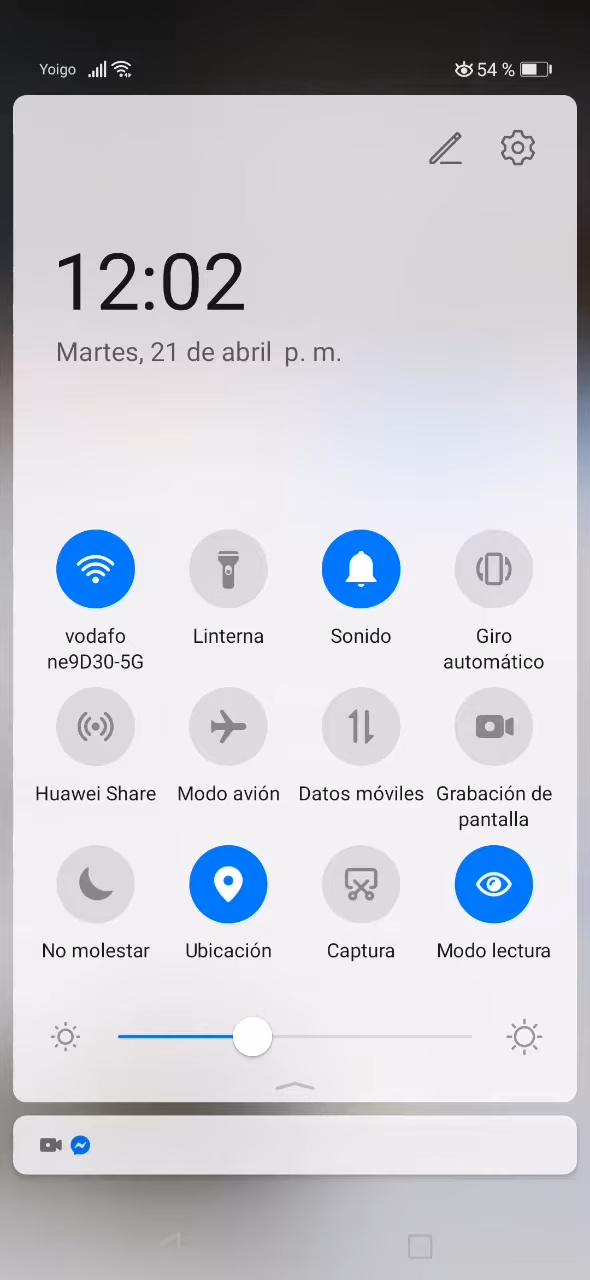 Yoigo 54 %
12:02
Martes, 21 de abril p. m.
vodafo
ne9D30-5G
Linterna
Sonido
Giro
automático
Huawei Share
Modo avión
Datos móviles
Grabación de
pantalla
No molestar
Ubicación
Captura
Modo lectura